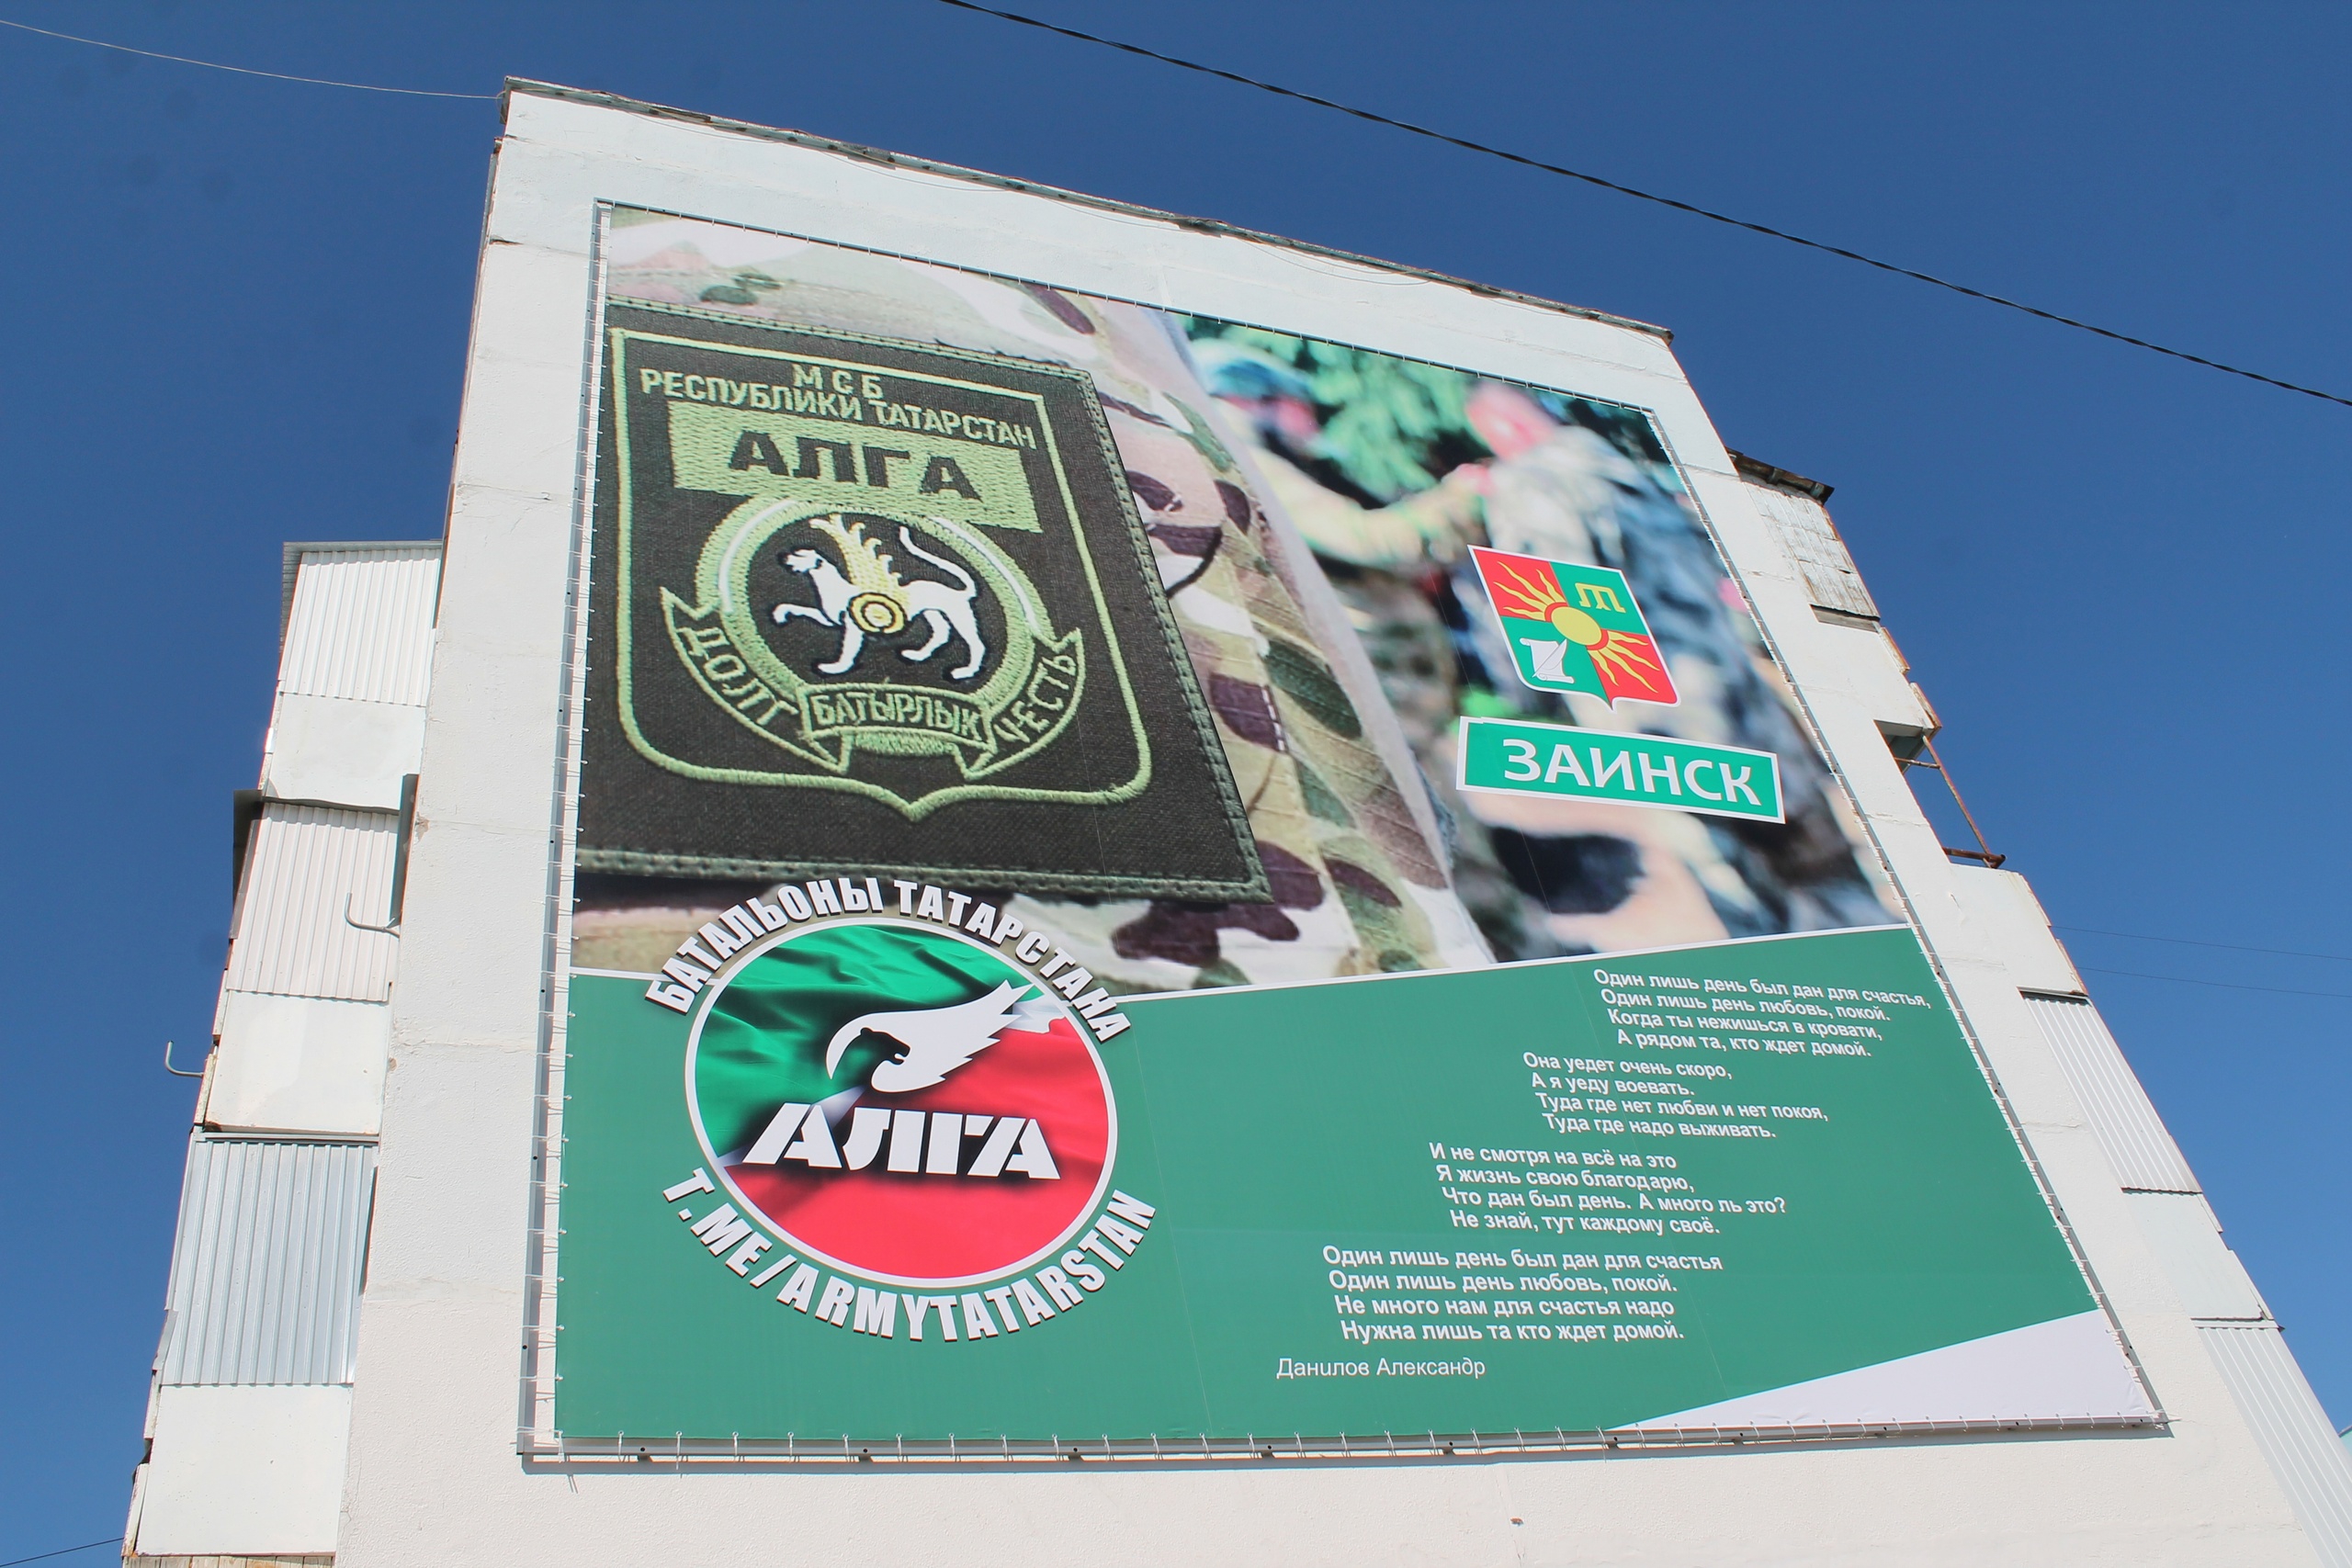 М С Б
РЕСПУБЛИКИ ТАТАРСТАН
АЛГА
ДОЛГ
БАТЫРЛЫК
ЧЕСТЬ
ЗАИНСК
БАТАЛЬОНЫ ТАТАРСТАНА
АЛГА
T.ME/ARMYTATARSTAN
Один лишь день был дан для счастья,
Один лишь день любовь, покой.
Когда ты нежишься в кровати,
А рядом та, кто ждет домой.
Она уедет очень скоро,
А я уеду воевать.
Туда где нет любви и нет покоя,
Туда где надо выживать.
И не смотря на всё на это
Я жизнь свою благодарю,
Что дан был день. А много ль это?
Не знай, тут каждому своё.
Один лишь день был дан для счастья
Один лишь день любовь, покой.
Не много нам для счастья надо
Нужна лишь та кто ждет домой.
Данилов Александр